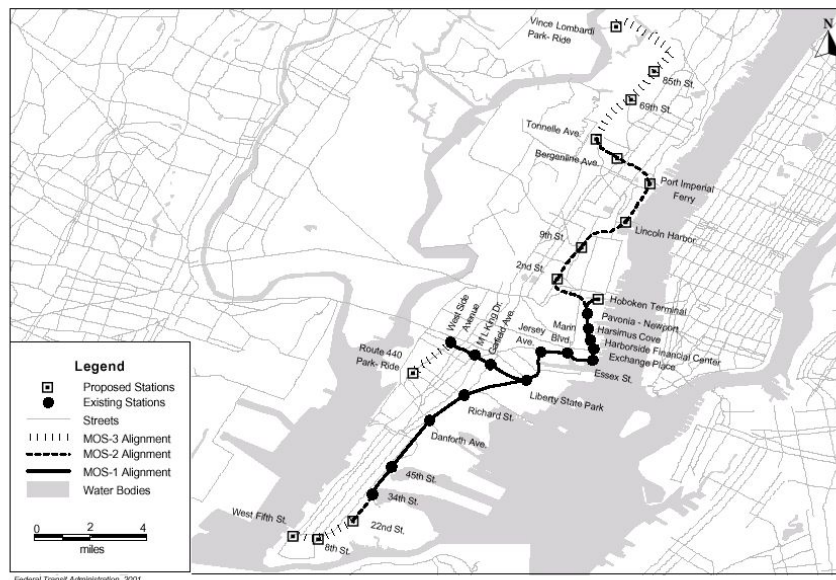 Vince Lombardi
Park- Ride
N
85th St.
69th St.
Tonnelle Ave.
Bergenline Ave.
Port Imperial
Ferry
Lincoln Harbor
9th St.
2nd St.
Hoboken Terminal
Pavonia - Newport
Harsimus Cove
Harborside Financial Center
Exchange Place
Essex St.
Marin
Blvd.
Jersey
Ave.
Garfield Ave.
M L King Dr.
West Side
Avenue
Route 440
Park- Ride
Liberty State Park
Richard St.
Danforth Ave.
45th St.
34th St.
22nd St.
West Fifth St.
8th St.
Legend
Proposed Stations
Existing Stations
Streets
MOS-3 Alignment
MOS-2 Alignment
MOS-1 Alignment
Water Bodies
0 2 4
miles
Federal Transit Administration, 2001